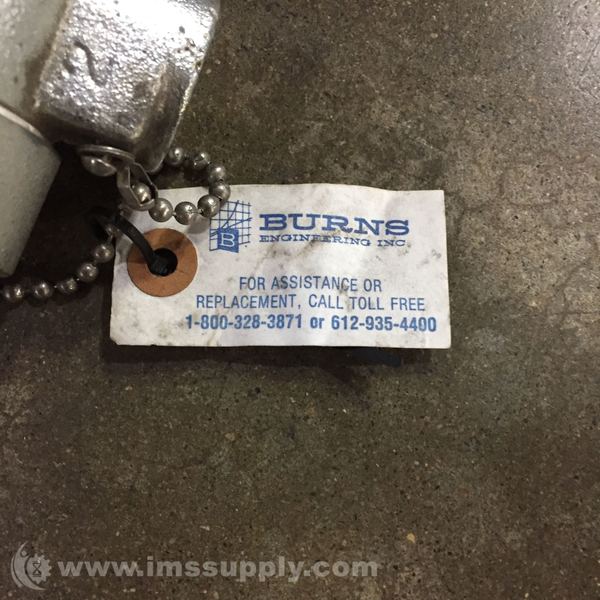 2
B
BURNS
ENGINEERING INC
FOR ASSISTANCE OR
REPLACEMENT, CALL TOLL FREE
1-800-328-3871 or 612-935-4400
www.imssupply.com